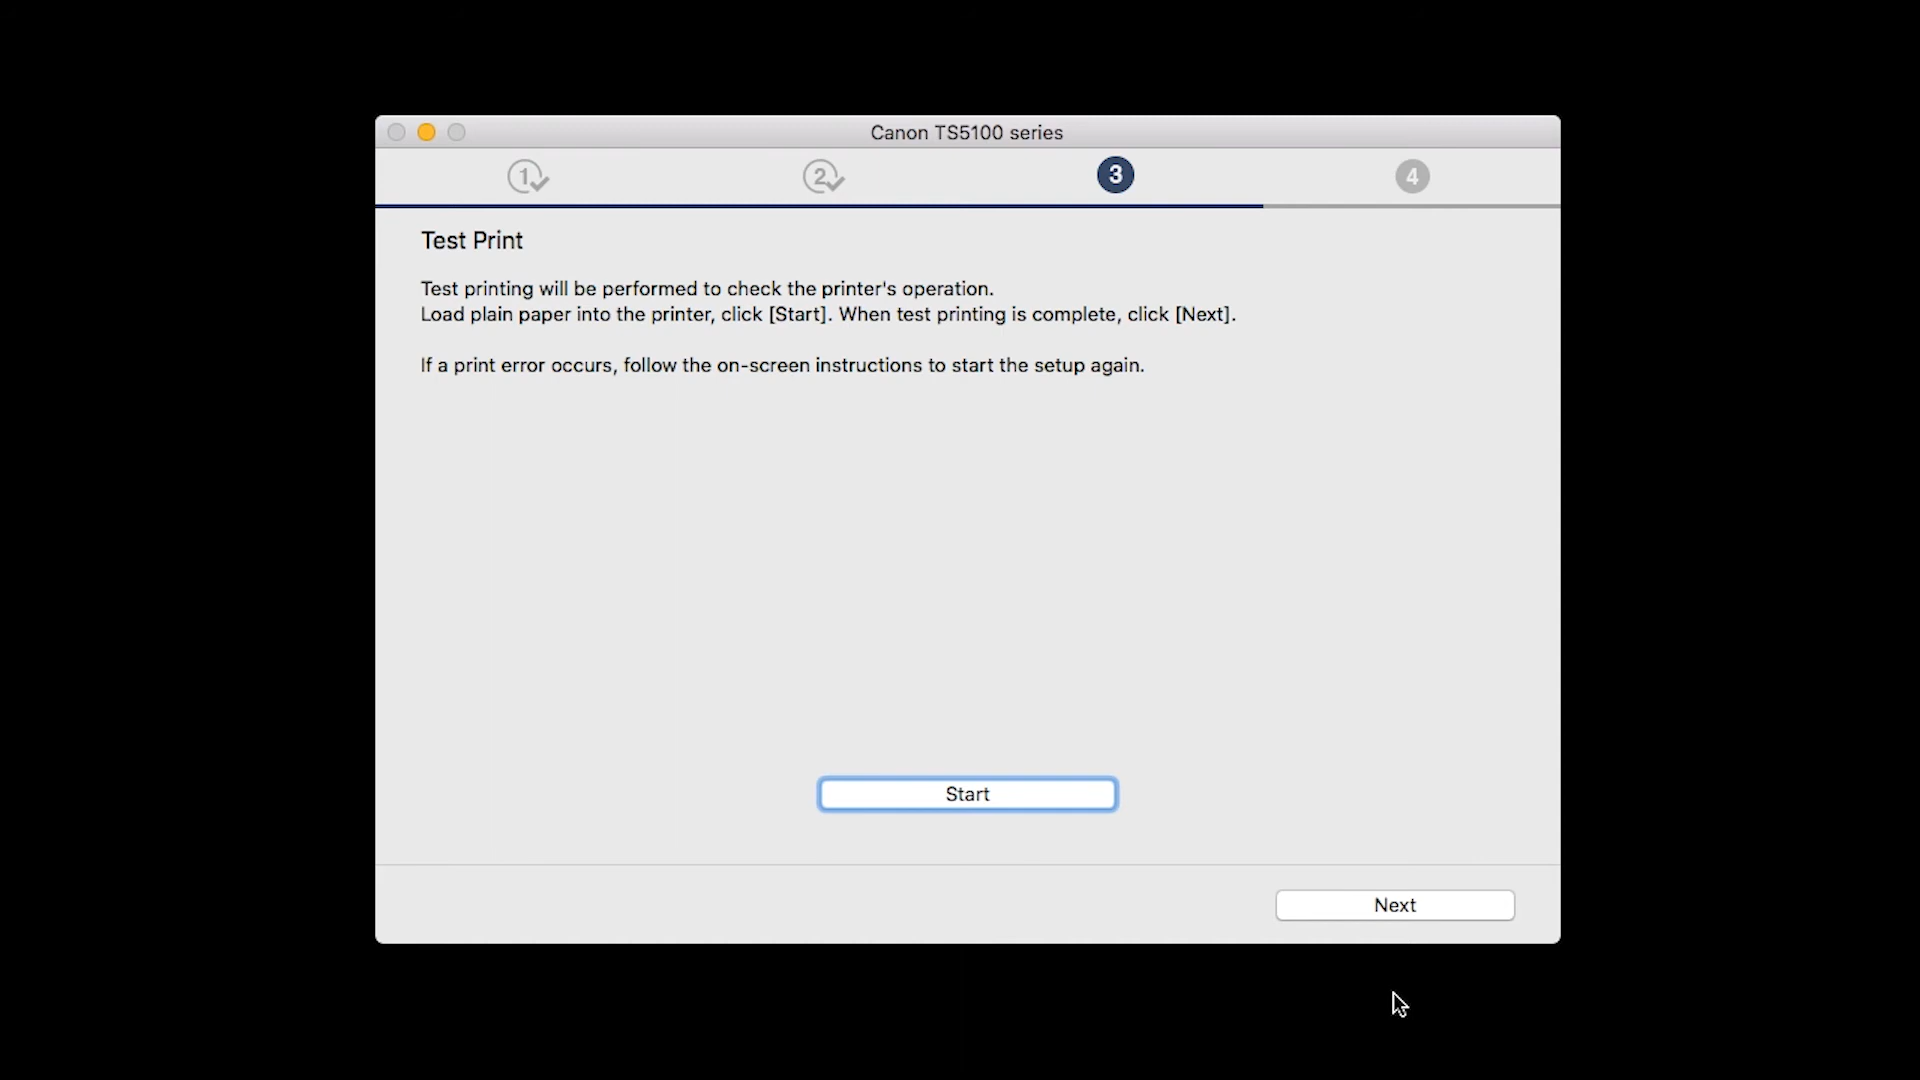 Canon TS5100 series
1 2 3 4
Test Print
Test printing will be performed to check the printer's operation.
Load plain paper into the printer, click [Start]. When test printing is complete, click [Next].
If a print error occurs, follow the on-screen instructions to start the setup again.
Start
Next